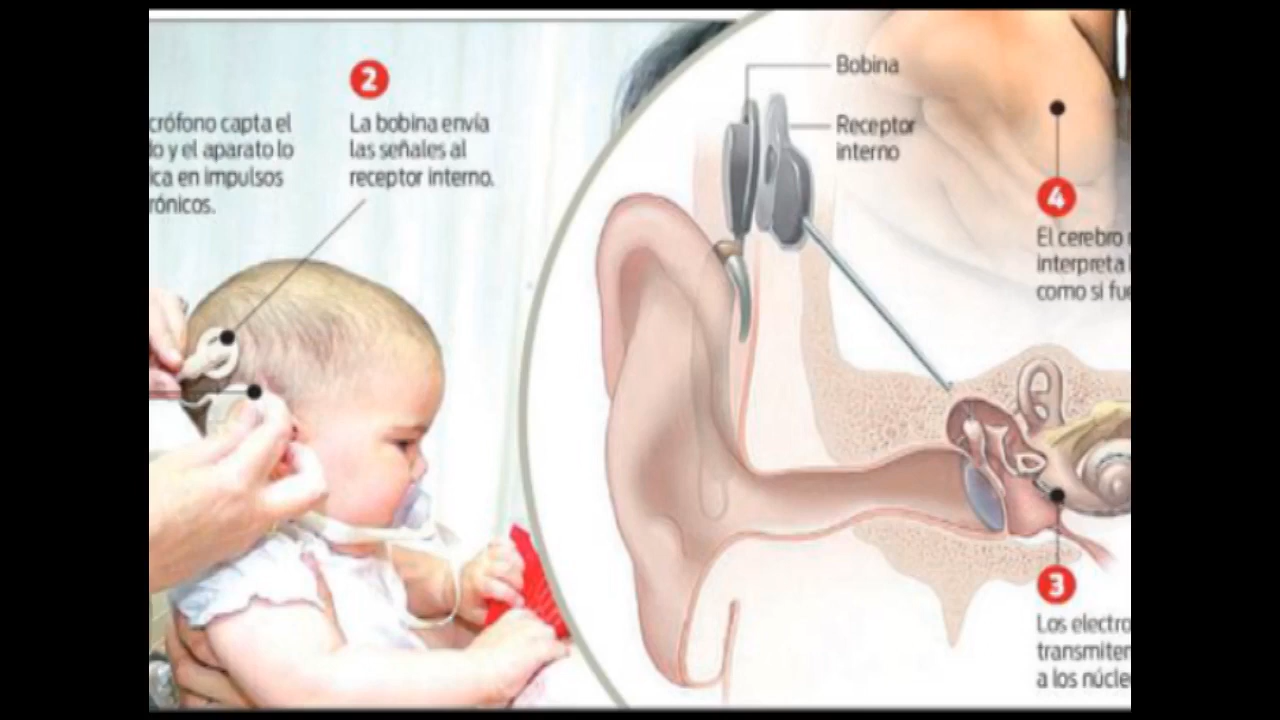 crófono capta el
o y el aparato lo
ica en impulsos
rónicos.
2
La bobina envía
las señales al
receptor interno.
Bobina
Receptor
interno
4
El cerebro
interpreta
como si fue
3
Los electro
transmiten
a los núcle